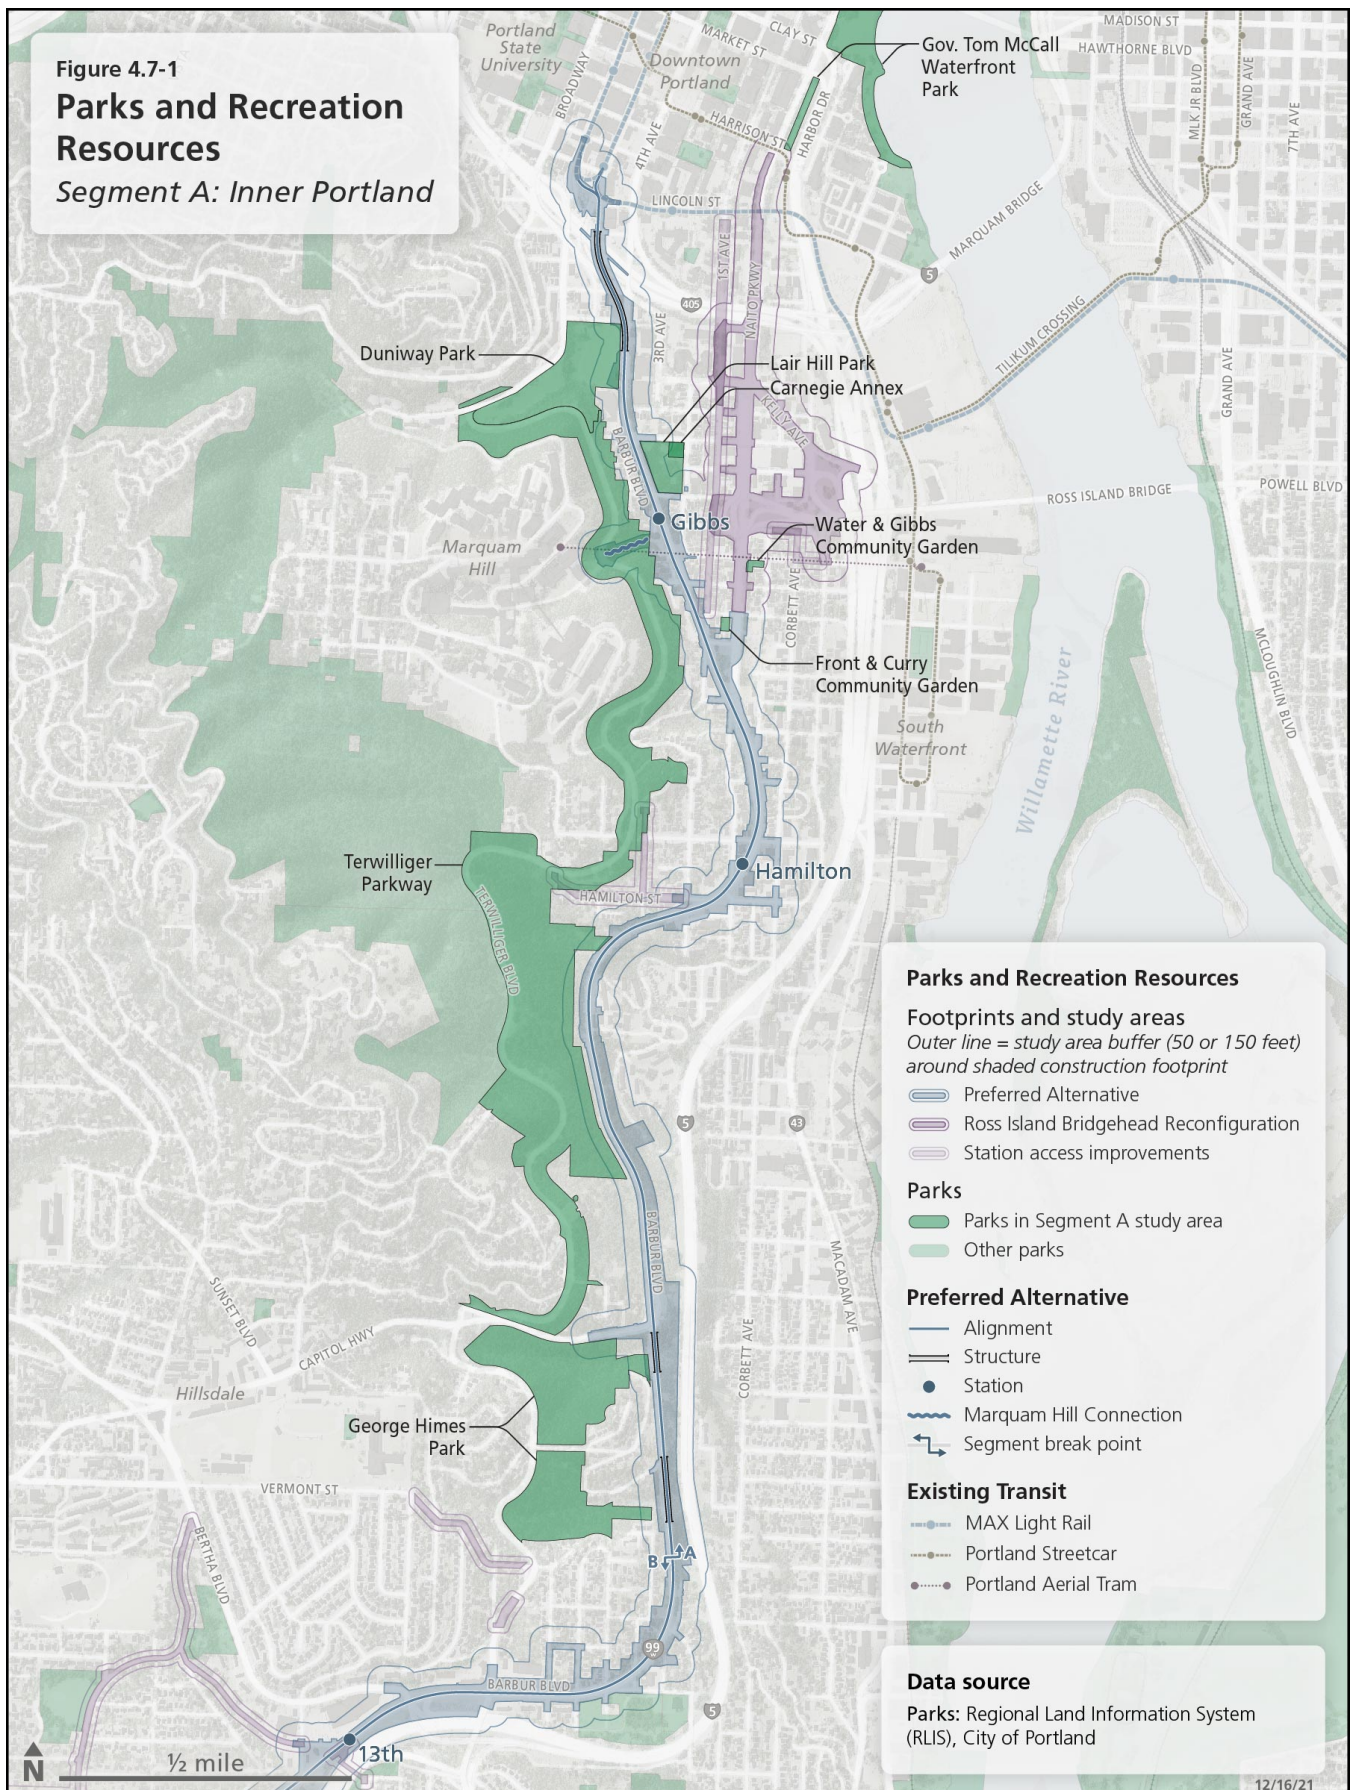 Figure 4.7-1
Parks and Recreation
Resources
Segment A: Inner Portland
Portland
State
University
BROADWAY
MARKET ST
CLAY ST
Downtown
Portland
4TH AVE
HARRISON ST
HARBOR DR
Gov. Tom McCall
Waterfront
Park
MADISON ST
HAWTHORNE BLVD
MLK JR BLVD
GRAND AVE
7TH AVE
LINCOLN ST
MARQUAM BRIDGE
5
1ST AVE
NAITO PKWY
405
3RD AVE
TILIKUM CROSSING
GRAND AVE
Duniway Park
Lair Hill Park
Carnegie Annex
KELLY AVE
BARBUR BLVD
ROSS ISLAND BRIDGE
POWELL BLVD
Gibbs
Water & Gibbs
Community Garden
Marquam
Hill
CORBETT AVE
Front & Curry
Community Garden
MCLOUGHLIN BLVD
Willamette River
South
Waterfront
Terwilliger
Parkway
Hamilton
HAMILTON ST
TERWILLIGER BLVD
5
43
BARBUR BLVD
MACADAM AVE
SUNSET BLVD
CAPITOL HWY
CORBETT AVE
Hillsdale
George Himes
Park
VERMONT ST
BERTHA BLVD
B
A
99
BARBUR BLVD
5
13th
N
½ mile
Parks and Recreation Resources
Footprints and study areas
Outer line = study area buffer (50 or 150 feet)
around shaded construction footprint
Preferred Alternative
Ross Island Bridgehead Reconfiguration
Station access improvements
Parks
Parks in Segment A study area
Other parks
Preferred Alternative
Alignment
Structure
Station
Marquam Hill Connection
Segment break point
Existing Transit
MAX Light Rail
Portland Streetcar
Portland Aerial Tram
Data source
Parks: Regional Land Information System
(RLIS), City of Portland
12/16/21